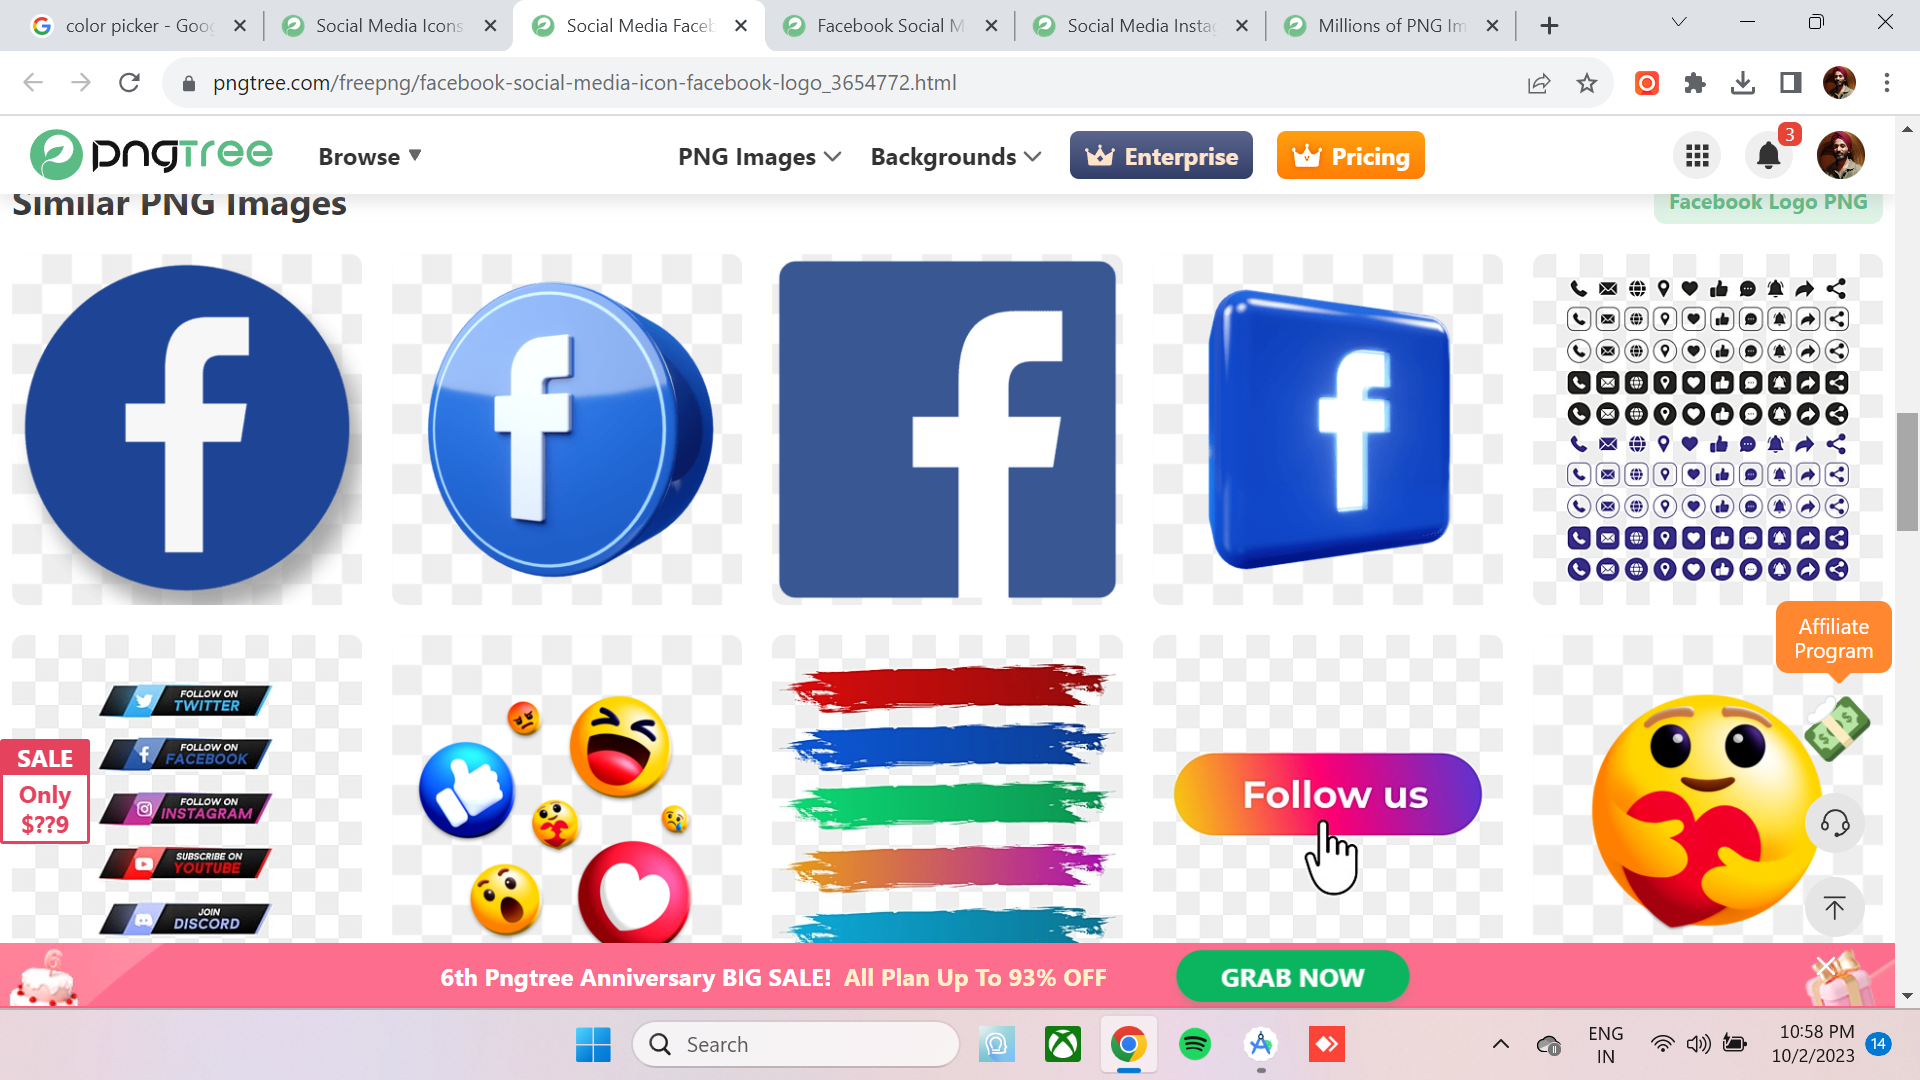 color picker - Goo
Social Media Icons
Social Media Faceb
Facebook Social M
Social Media Insta
Millions of PNG Im
pngtree.com/freepng/facebook-social-media-icon-facebook-logo_3654772.html
pngtree
Browse
PNG Images
Backgrounds
Enterprise
Pricing
3
Similar PNG Images
Facebook Logo PNG
Affiliate
Program
FOLLOW ON
TWITTER
FOLLOW ON
FACEBOOK
FOLLOW ON
INSTAGRAM
SUBSCRIBE ON
YOUTUBE
JOIN
DISCORD
SALE
Only
$??9
Follow us
6th Pngtree Anniversary BIG SALE! All Plan Up To 93% OFF
GRAB NOW
Search
ENG
IN
10:58 PM
10/2/2023
14